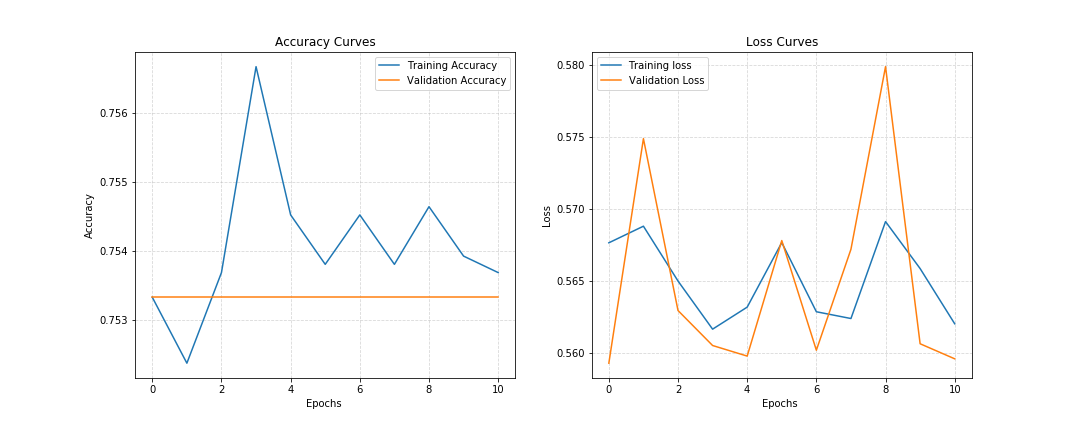 Accuracy Curves
Training Accuracy
Validation Accuracy
0.756
0.755
0.754
0.753
Accuracy
0 2 4 6 8 10
Epochs
Loss Curves
Training loss
Validation Loss
0.580
0.575
0.570
0.565
0.560
Loss
0 2 4 6 8 10
Epochs